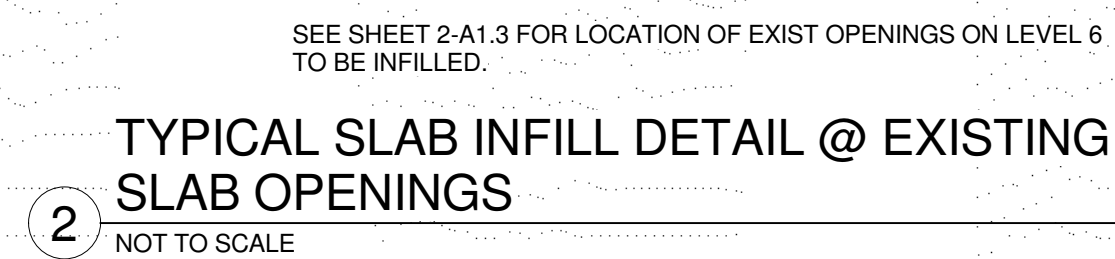 SEE SHEET 2-A1.3 FOR LOCATION OF EXIST OPENINGS ON LEVEL 6
TO BE INFILLED.
TYPICAL SLAB INFILL DETAIL @ EXISTING
SLAB OPENINGS
2
NOT TO SCALE